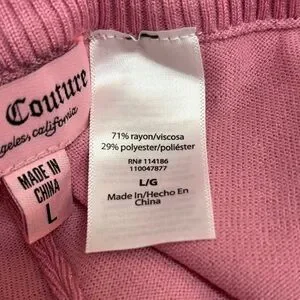 Couture
geles, california
MADE IN
CHINA
L
71% rayon/viscosa
29% polyester/poliéster
RN# 114186
110047877
L/G
Made In/Hecho En
China